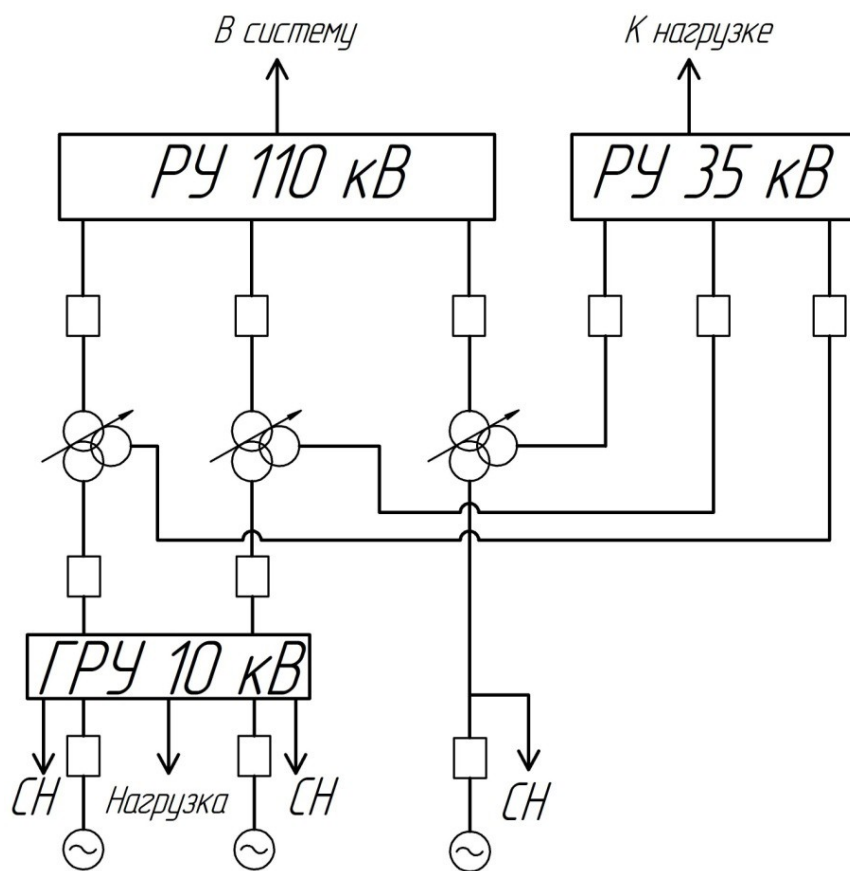 В систему
К нагрузке
РУ 110 кВ
РУ 35 кВ
ГРУ 10 кВ
СН
Нагрузка
СН
СН